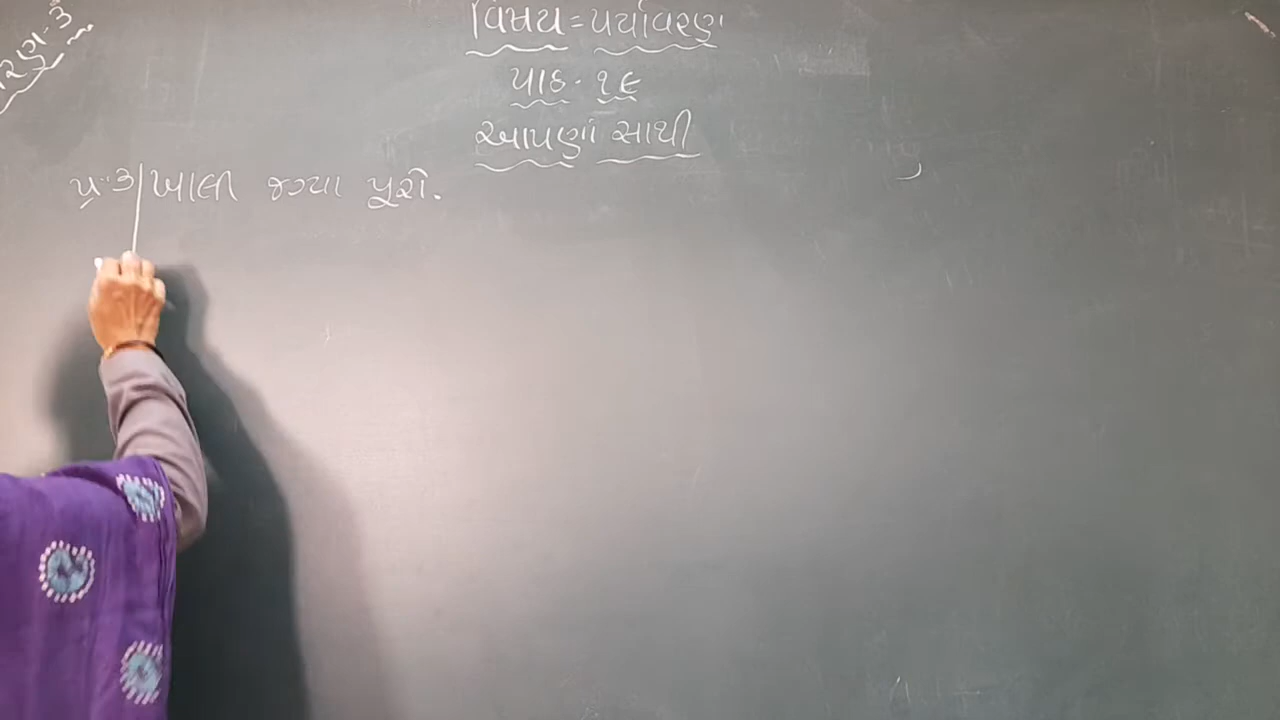 વિષય = પર્યાવરણ
પાઠ - ૧૯
આપણાં સાથી
પ્ર-૩ ખાલી જગ્યા પૂરો.